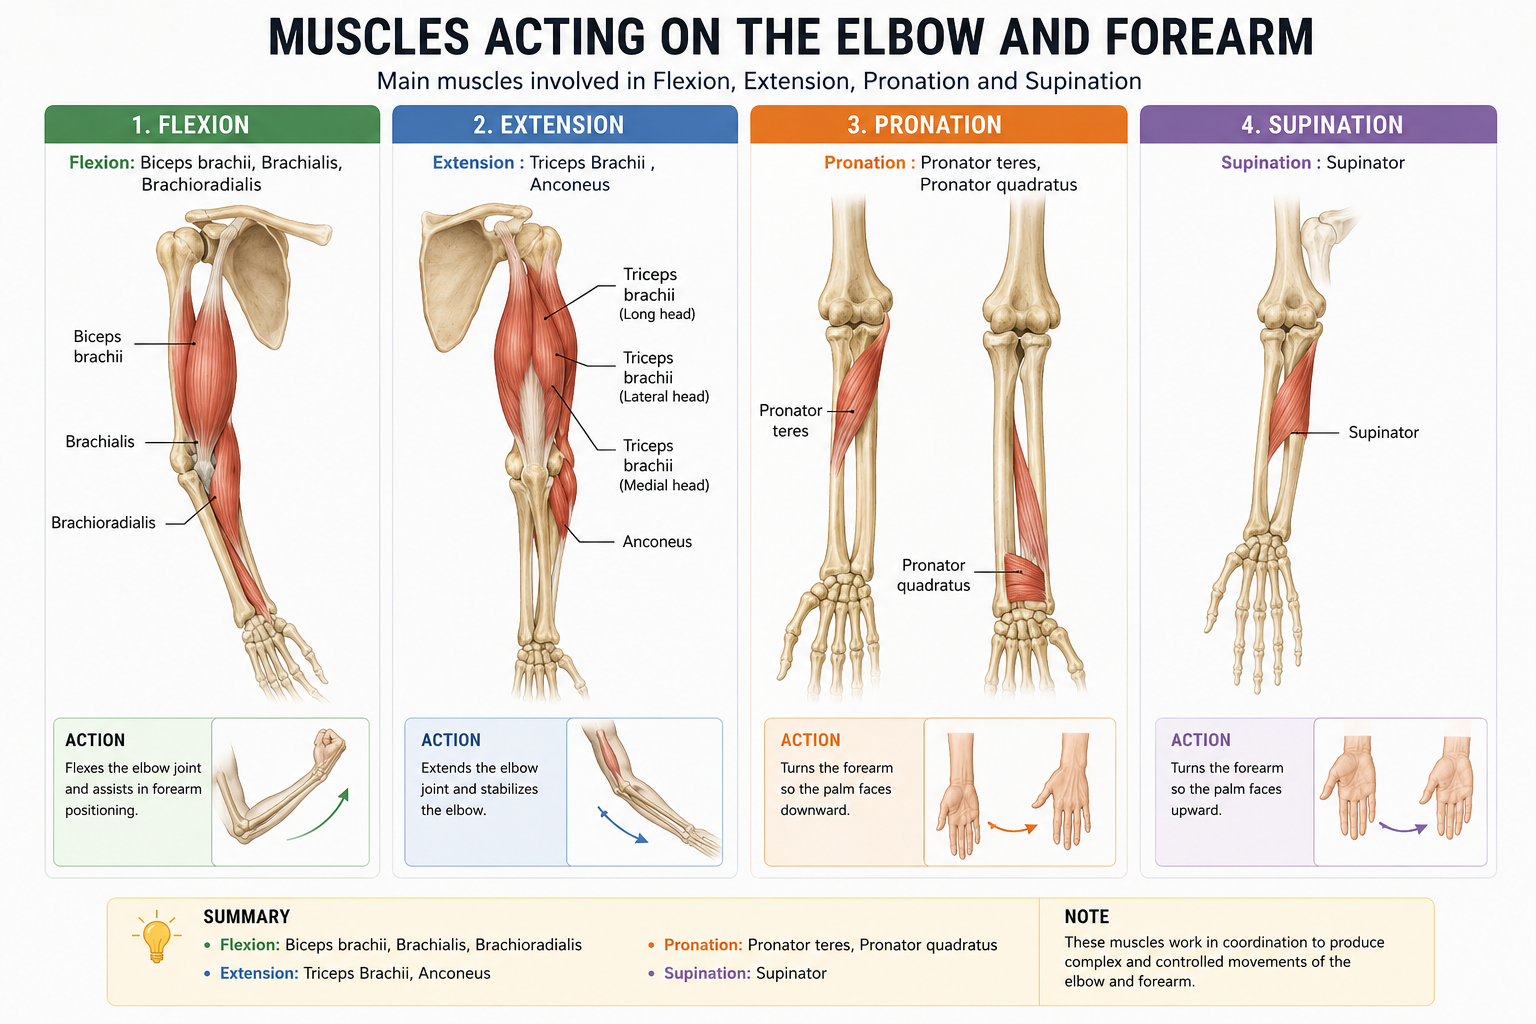 MUSCLES ACTING ON THE ELBOW AND FOREARM
Main muscles involved in Flexion, Extension, Pronation and Supination
1. FLEXION
Flexion: Biceps brachii, Brachialis,
Brachioradialis
Biceps
brachii
Brachialis
Brachioradialis
ACTION
Flexes the elbow joint
and assists in forearm
positioning.
2. EXTENSION
Extension : Triceps Brachii ,
Anconeus
Triceps
brachii
(Long head)
Triceps
brachii
(Lateral head)
Triceps
brachii
(Medial head)
Anconeus
ACTION
Extends the elbow
joint and stabilizes
the elbow.
3. PRONATION
Pronation : Pronator teres,
Pronator quadratus
Pronator
teres
Pronator
quadratus
ACTION
Turns the forearm
so the palm faces
downward.
4. SUPINATION
Supination : Supinator
Supinator
ACTION
Turns the forearm
so the palm faces
upward.
SUMMARY
• Flexion: Biceps brachii, Brachialis, Brachioradialis
• Extension: Triceps Brachii, Anconeus
• Pronation: Pronator teres, Pronator quadratus
• Supination: Supinator
NOTE
These muscles work in coordination to produce
complex and controlled movements of the
elbow and forearm.